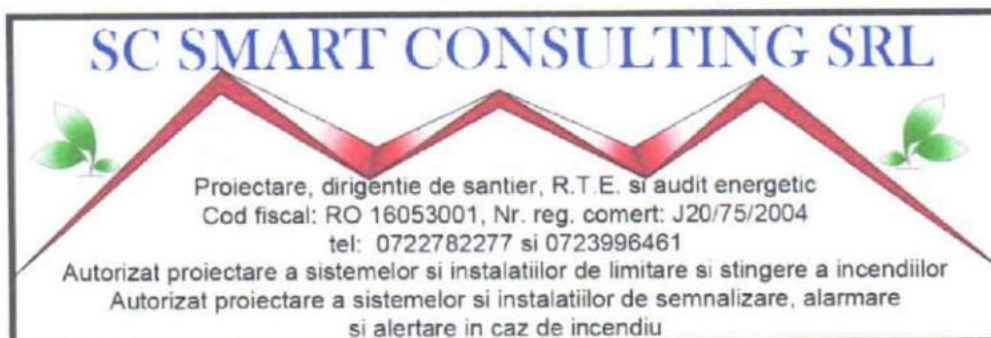 SC SMART CONSULTING SRL
Proiectare, dirigentie de santier, R.T.E. si audit energetic
Cod fiscal: RO 16053001, Nr. reg. comert: J20/75/2004
tel: 0722782277 si 0723996461
Autorizat proiectare a sistemelor si instalatiilor de limitare si stingere a incendiilor
Autorizat proiectare a sistemelor si instalatiilor de semnalizare, alarmare
si alertare in caz de incendiu